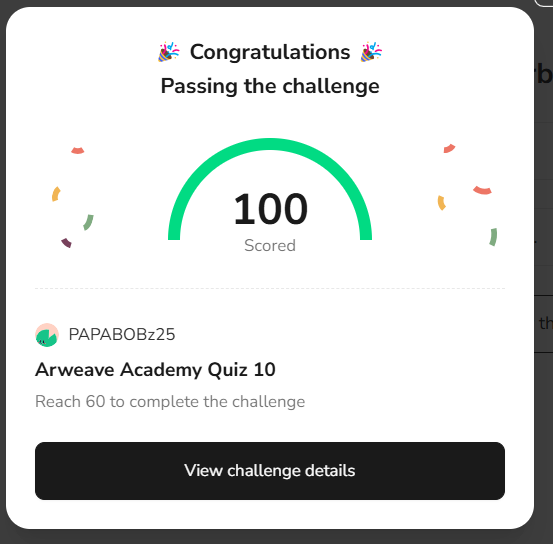 🎉 Congratulations 🎉
Passing the challenge
100
Scored
PAPABOBz25
Arweave Academy Quiz 10
Reach 60 to complete the challenge
View challenge details